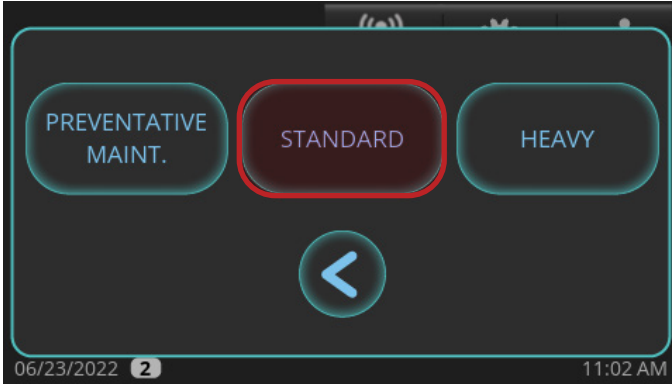 PREVENTATIVE
MAINT.
STANDARD
HEAVY
06/23/2022 2
11:02 AM